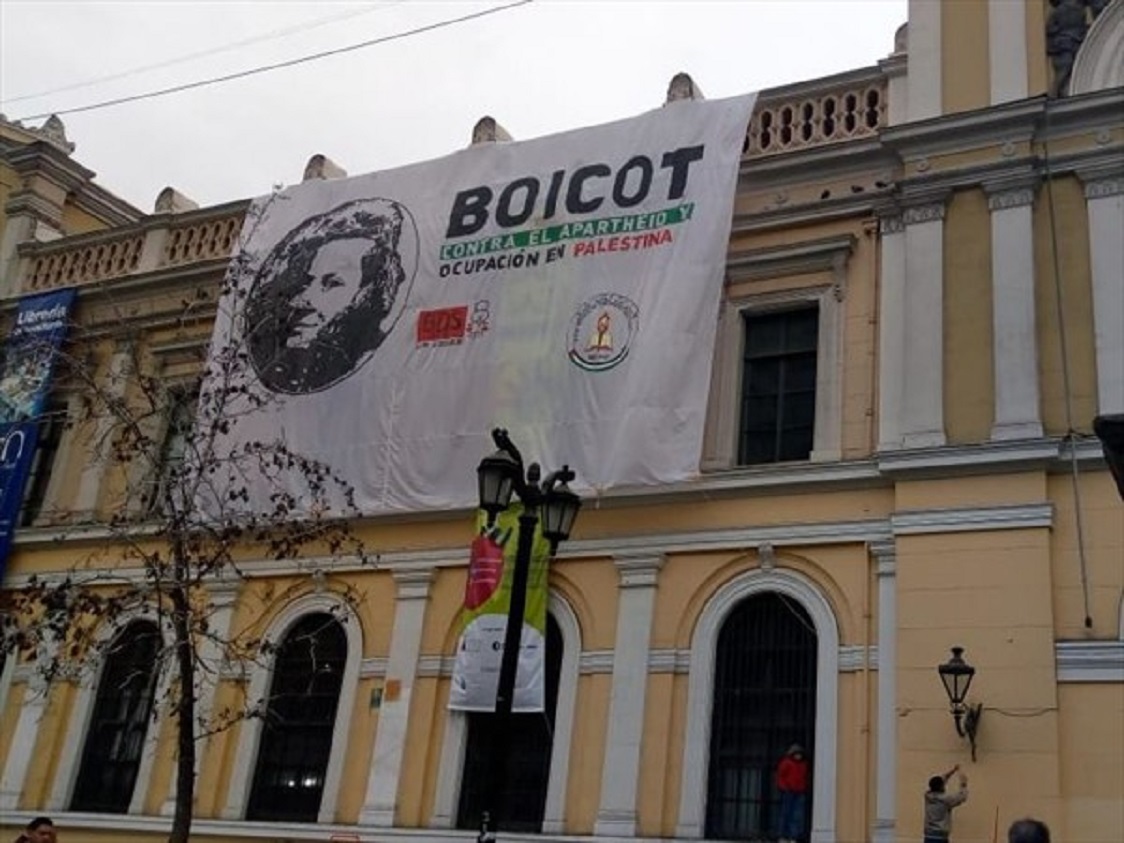 BOICOT
CONTRA EL APARTHEID Y
OCUPACIÓN EN PALESTINA
BDS
Librería
n